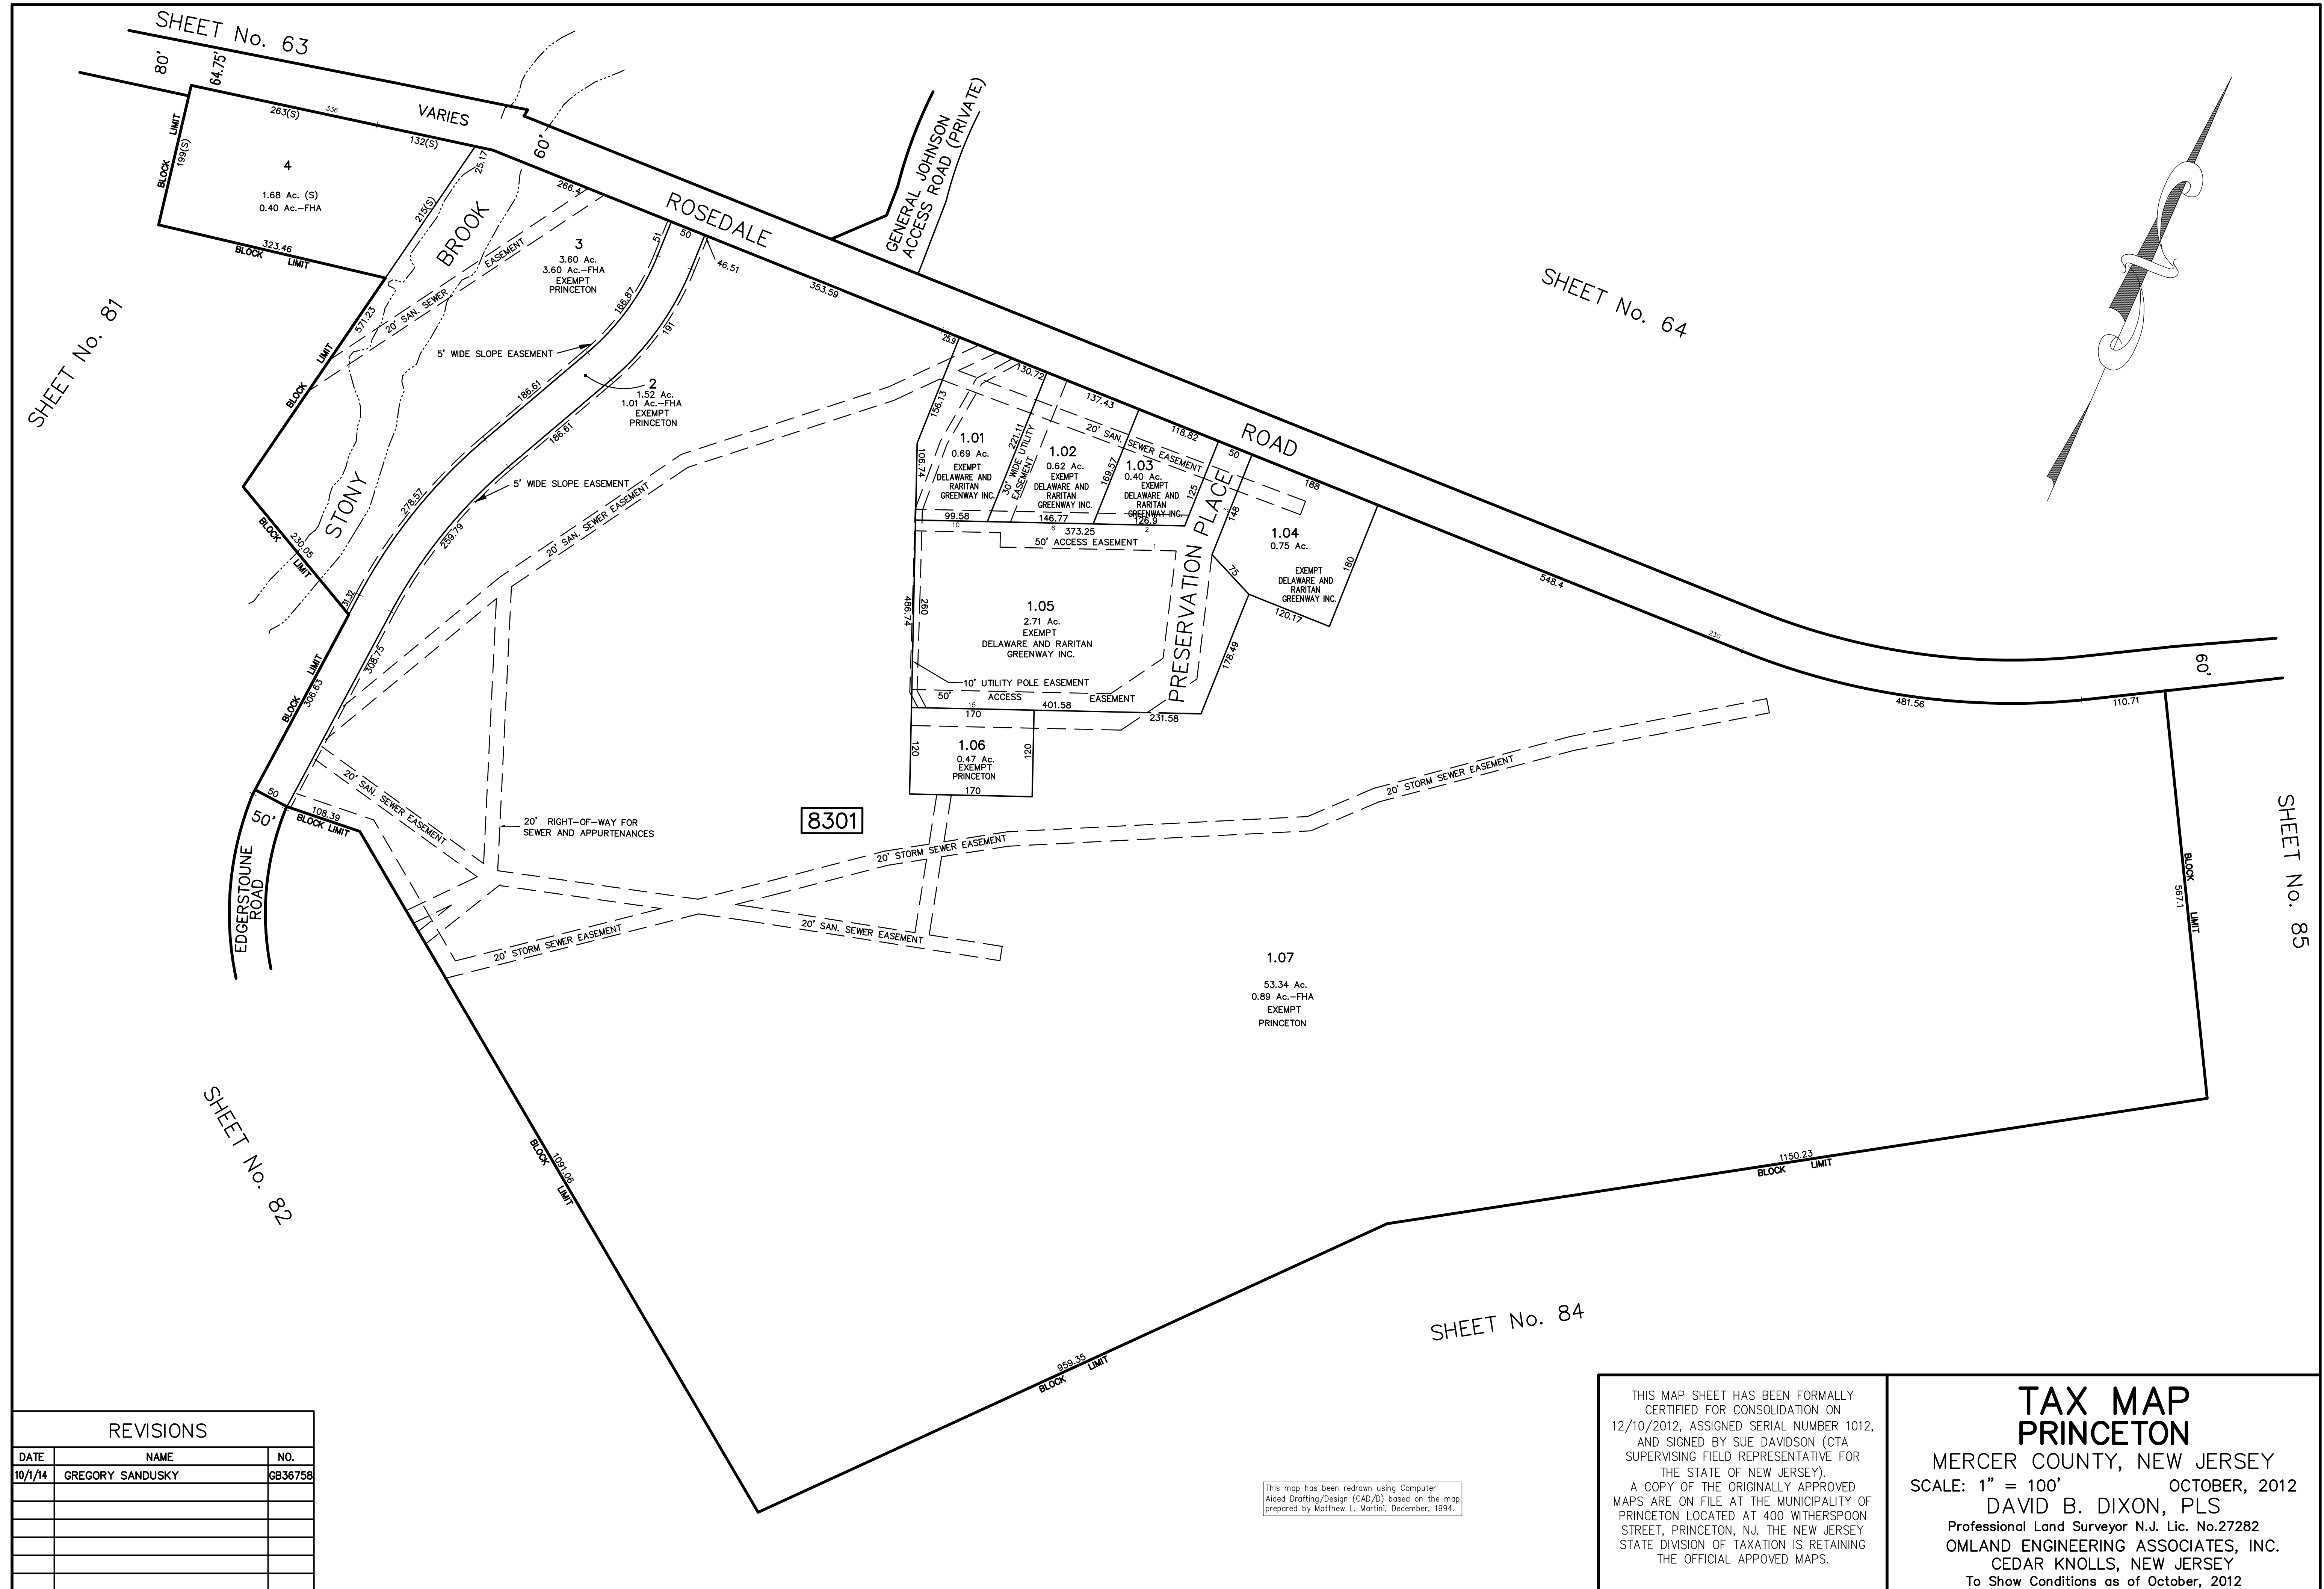 SHEET No. 63
80'
64.75'
VARIES
60'
263(S)
336
132(S)
BLOCK LIMIT
199(S)
4
1.68 Ac. (S)
0.40 Ac.-FHA
323.46
BLOCK LIMIT
215(S)
25.17
STONY BROOK
266.4
ROSEDALE ROAD
GENERAL JOHNSON
ACCESS ROAD (PRIVATE)
SHEET No. 64
SHEET No. 81
3
3.60 Ac.
3.60 Ac.-FHA
EXEMPT
PRINCETON
20' SAN. SEWER EASEMENT
571.23
BLOCK LIMIT
51
50
46.51
353.59
166.87
191
5' WIDE SLOPE EASEMENT
186.61
2
1.52 Ac.
1.01 Ac.-FHA
EXEMPT
PRINCETON
186.61
5' WIDE SLOPE EASEMENT
278.57
259.79
20' SAN. SEWER EASEMENT
BLOCK LIMIT
230.05
31.32
308.75
BLOCK LIMIT
306.63
25.9
130.72
137.43
118.82
50
188
156.13
106.74
1.01
0.69 Ac.
EXEMPT
DELAWARE AND
RARITAN
GREENWAY INC.
221.11
30' WIDE UTILITY
EASEMENT
1.02
0.62 Ac.
EXEMPT
DELAWARE AND
RARITAN
GREENWAY INC.
20' SAN. SEWER EASEMENT
169.57
1.03
0.40 Ac.
EXEMPT
DELAWARE AND
RARITAN
GREENWAY INC.
125
148
3
99.58
146.77
126.9
10
6
2
373.25
50' ACCESS EASEMENT
1
PRESERVATION PLACE
1.04
0.75 Ac.
EXEMPT
DELAWARE AND
RARITAN
GREENWAY INC.
75
180
120.17
178.49
548.4
230
481.56
110.71
60'
486.74
260
1.05
2.71 Ac.
EXEMPT
DELAWARE AND RARITAN
GREENWAY INC.
10' UTILITY POLE EASEMENT
50' ACCESS EASEMENT
15
170
401.58
231.58
120
1.06
0.47 Ac.
EXEMPT
PRINCETON
120
170
20' STORM SEWER EASEMENT
50
50'
108.39
BLOCK LIMIT
20' SAN. SEWER EASEMENT
20' RIGHT-OF-WAY FOR
SEWER AND APPURTENANCES
8301
20' STORM SEWER EASEMENT
EDGERSTOUNE
ROAD
20' STORM SEWER EASEMENT
20' SAN. SEWER EASEMENT
1.07
53.34 Ac.
0.89 Ac.-FHA
EXEMPT
PRINCETON
BLOCK LIMIT
567.1
SHEET No. 85
SHEET No. 82
BLOCK LIMIT
1091.06
1150.23
BLOCK LIMIT
959.35
BLOCK LIMIT
SHEET No. 84
REVISIONS
DATE NAME NO.
10/1/14 GREGORY SANDUSKY GB36758
This map has been redrawn using Computer
Aided Drafting/Design (CAD/D) based on the map
prepared by Matthew L. Martini, December, 1994.
THIS MAP SHEET HAS BEEN FORMALLY
CERTIFIED FOR CONSOLIDATION ON
12/10/2012, ASSIGNED SERIAL NUMBER 1012,
AND SIGNED BY SUE DAVIDSON (CTA
SUPERVISING FIELD REPRESENTATIVE FOR
THE STATE OF NEW JERSEY).
A COPY OF THE ORIGINALLY APPROVED
MAPS ARE ON FILE AT THE MUNICIPALITY OF
PRINCETON LOCATED AT 400 WITHERSPOON
STREET, PRINCETON, NJ. THE NEW JERSEY
STATE DIVISION OF TAXATION IS RETAINING
THE OFFICIAL APPOVED MAPS.
TAX MAP
PRINCETON
MERCER COUNTY, NEW JERSEY
SCALE: 1" = 100' OCTOBER, 2012
DAVID B. DIXON, PLS
Professional Land Surveyor N.J. Lic. No.27282
OMLAND ENGINEERING ASSOCIATES, INC.
CEDAR KNOLLS, NEW JERSEY
To Show Conditions as of October, 2012